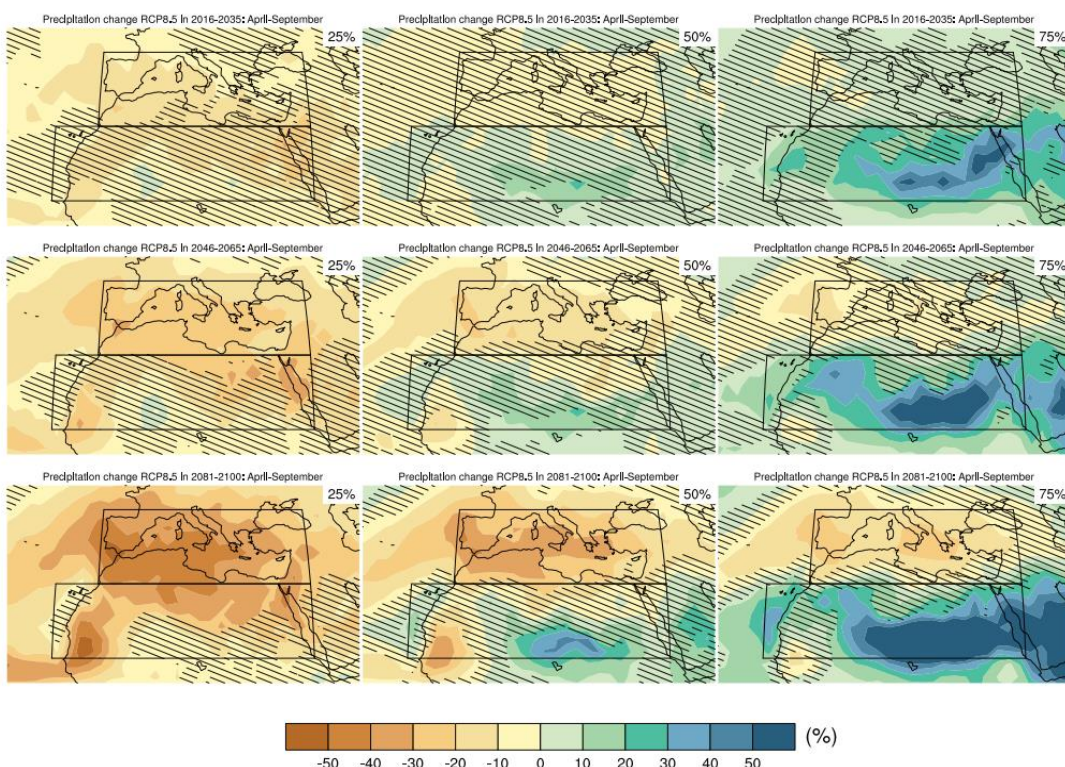 Precipitation change RCP8.5 in 2016-2035: April-September
25%
Precipitation change RCP8.5 in 2016-2035: April-September
50%
Precipitation change RCP8.5 in 2016-2035: April-September
75%
Precipitation change RCP8.5 in 2046-2065: April-September
25%
Precipitation change RCP8.5 in 2046-2065: April-September
50%
Precipitation change RCP8.5 in 2046-2065: April-September
75%
Precipitation change RCP8.5 in 2081-2100: April-September
25%
Precipitation change RCP8.5 in 2081-2100: April-September
50%
Precipitation change RCP8.5 in 2081-2100: April-September
75%
(%)
-50 -40 -30 -20 -10 0 10 20 30 40 50